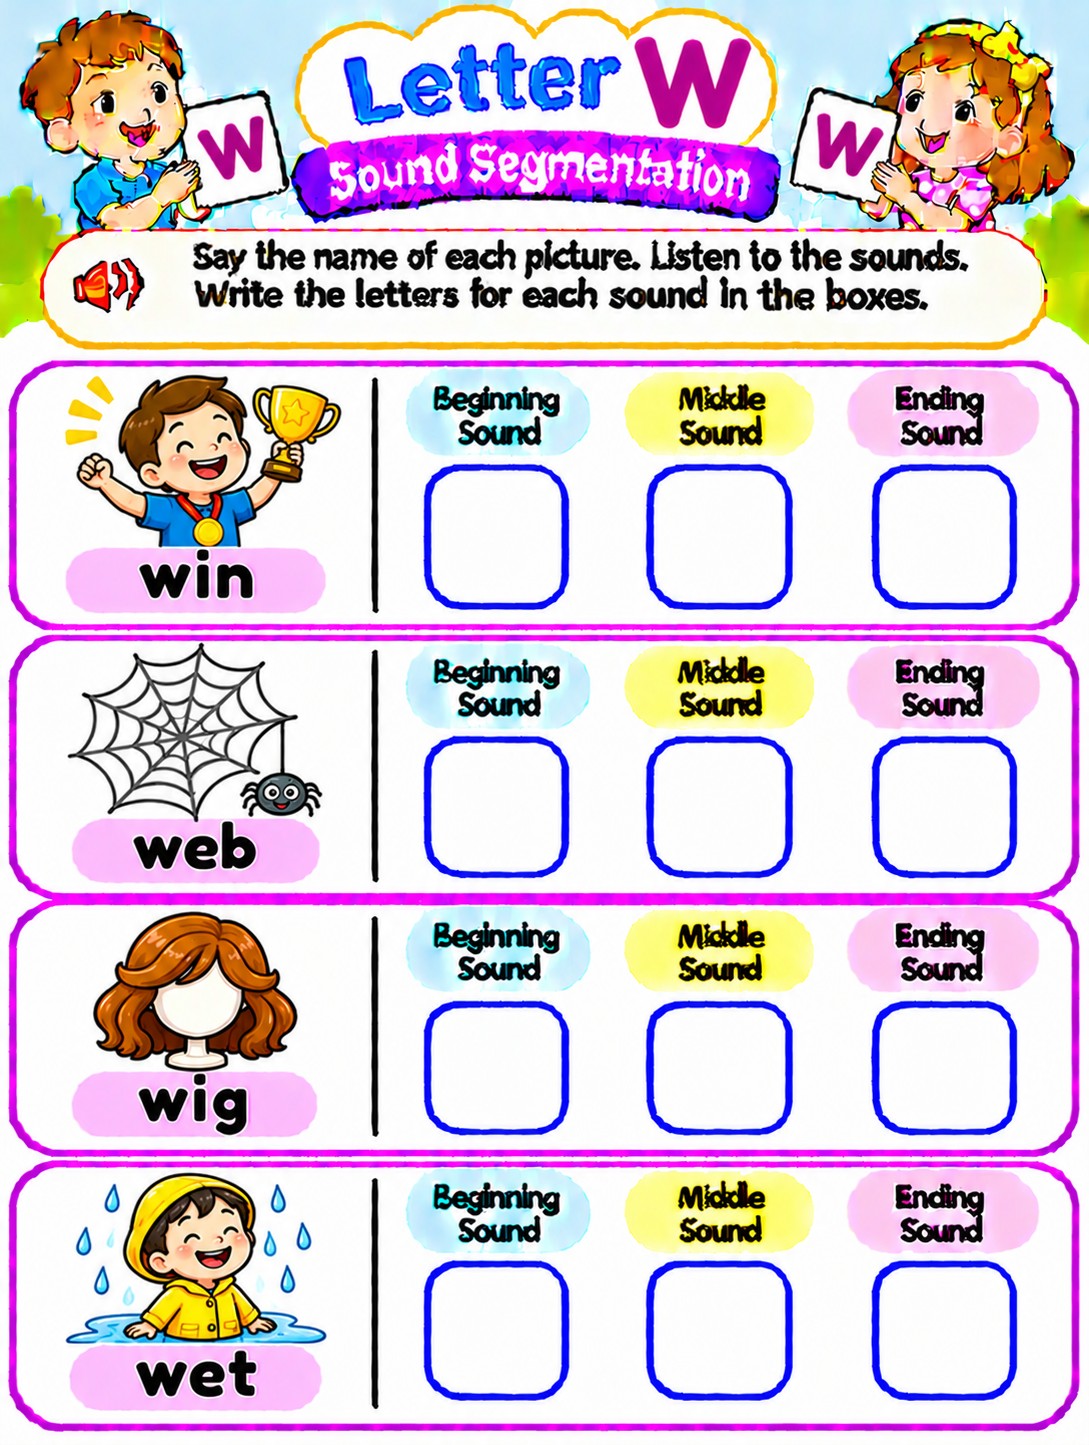 Letter W
Sound Segmentation
W
W
Say the name of each picture. Listen to the sounds.
Write the letters for each sound in the boxes.
Beginning Sound
Middle Sound
Ending Sound
win
Beginning Sound
Middle Sound
Ending Sound
web
Beginning Sound
Middle Sound
Ending Sound
wig
Beginning Sound
Middle Sound
Ending Sound
wet